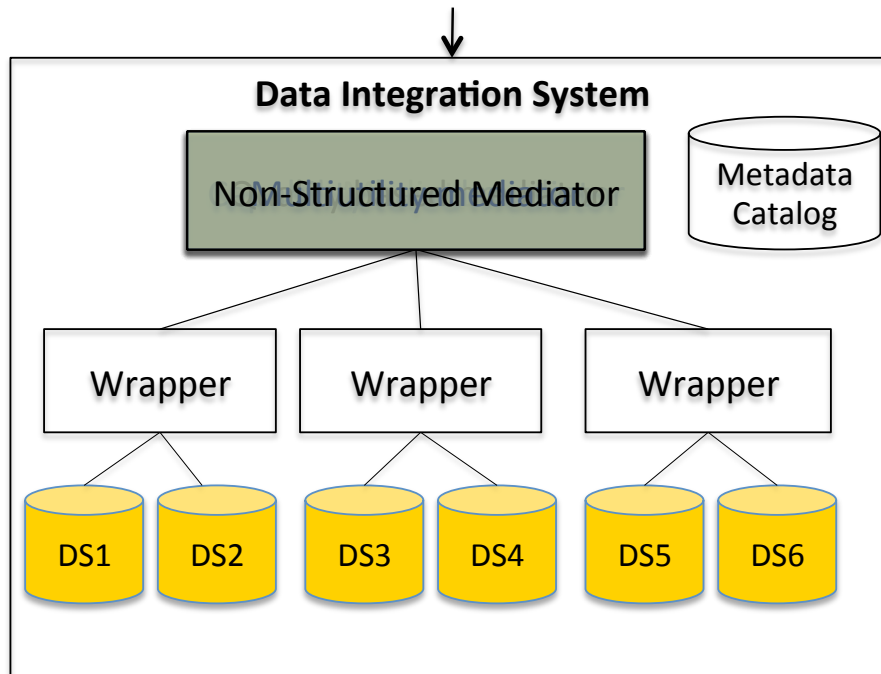 Data Integration System
Non-Structured Mediator
Metadata
Catalog
Wrapper
Wrapper
Wrapper
DS1
DS2
DS3
DS4
DS5
DS6